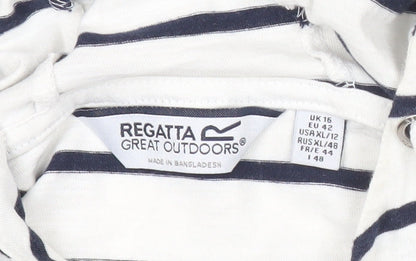 REGATTA
GREAT OUTDOORS®
MADE IN BANGLADESH
UK 16
EU 42
USA XL/12
RUS XL/48
FR/E 44
I 48